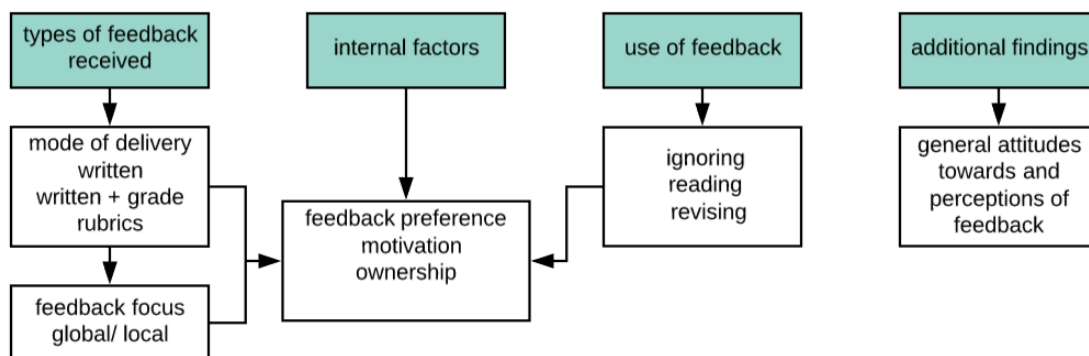 types of feedback
received
internal factors
use of feedback
additional findings
mode of delivery
written
written + grade
rubrics
feedback focus
global/ local
feedback preference
motivation
ownership
ignoring
reading
revising
general attitudes
towards and
perceptions of
feedback